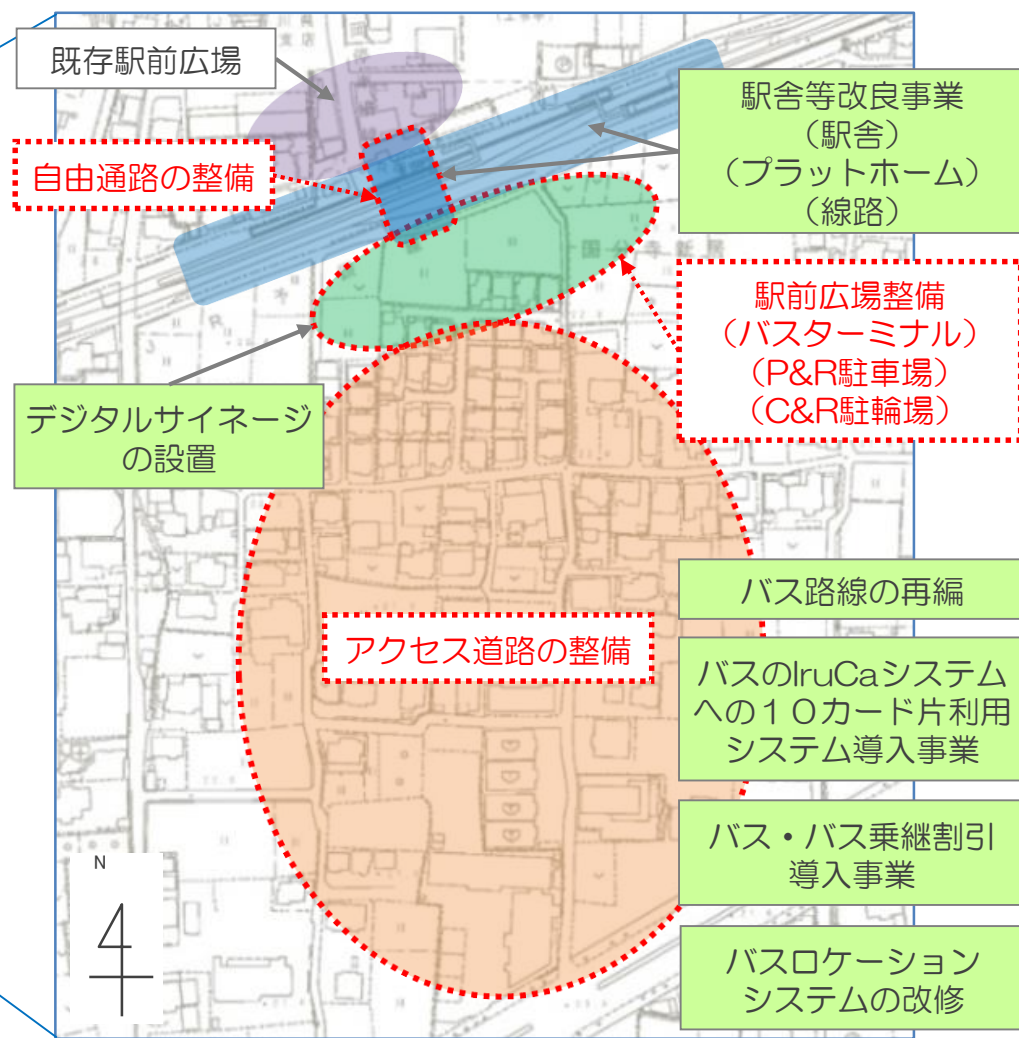 既存駅前広場
自由通路の整備
駅舎等改良事業
（駅舎）
（プラットホーム）
（線路）
国分寺新居
駅前広場整備
（バスターミナル）
（P&R駐車場）
（C&R駐輪場）
デジタルサイネージ
の設置
アクセス道路の整備
バス路線の再編
バスのIruCaシステム
への１０カード片利用
システム導入事業
バス・バス乗継割引
導入事業
バスロケーション
システムの改修
N